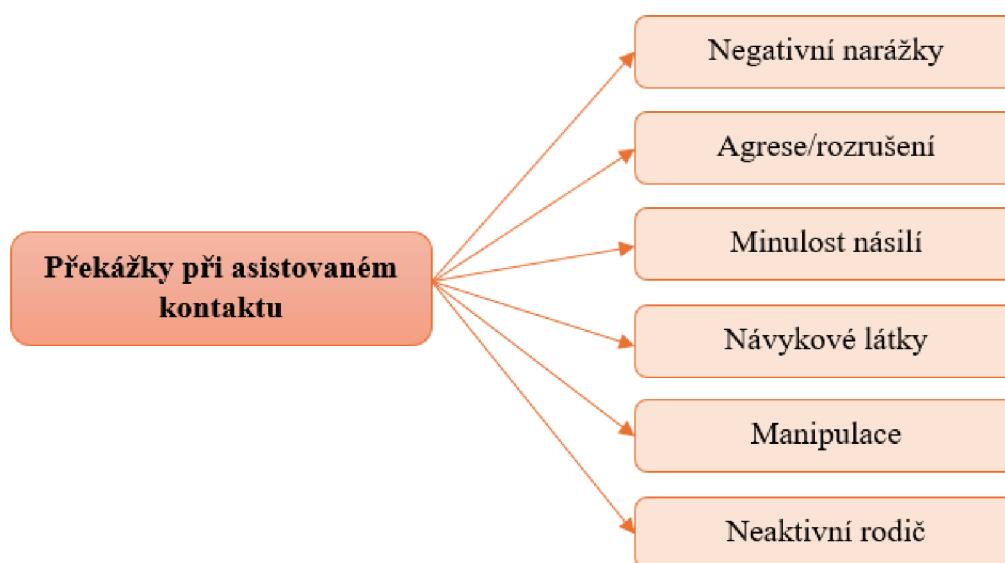 Negativní narážky
Agrese/rozrušení
Minulost násilí
Překážky při asistovaném
kontaktu
Návykové látky
Manipulace
Neaktivní rodič